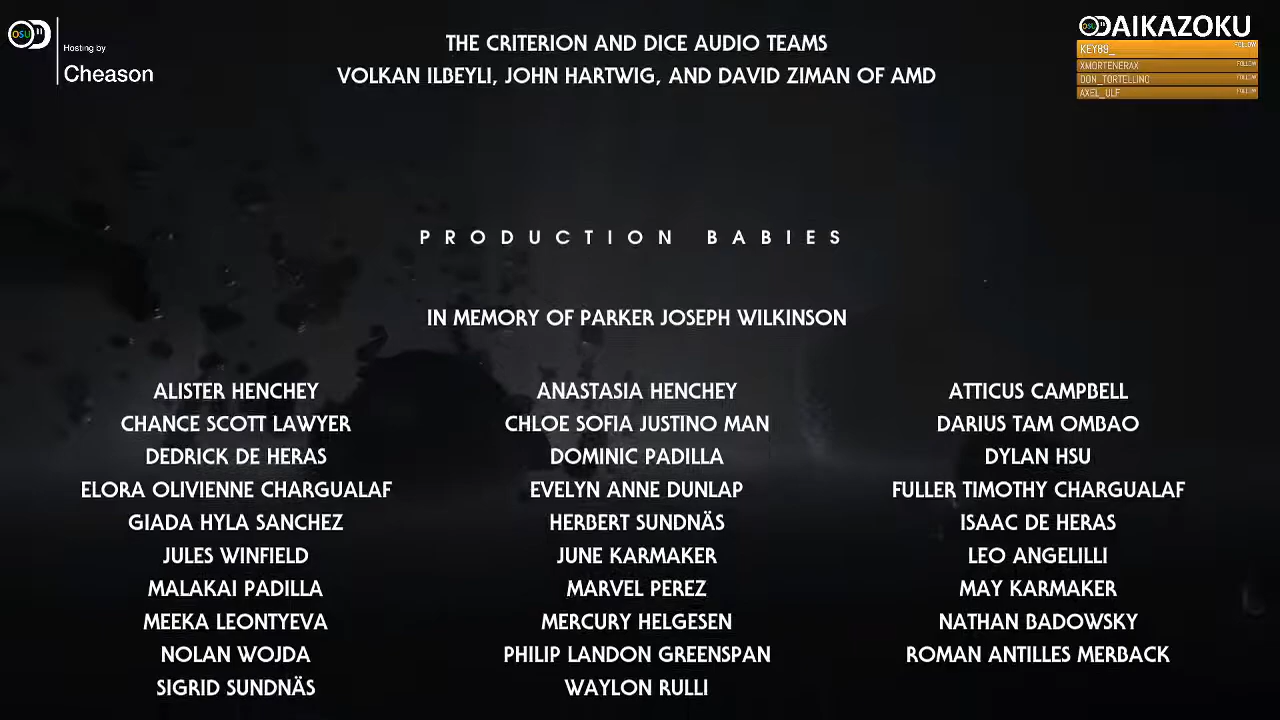 OSU
Hosting by
Cheason
THE CRITERION AND DICE AUDIO TEAMS
VOLKAN ILBEYLI, JOHN HARTWIG, AND DAVID ZIMAN OF AMD
DAIKAZOKU
KEY89_ FOLLOW
XMORTENERAX FOLLOW
DON_TORTELLINO FOLLOW
AXEL_ULF FOLLOW
PRODUCTION BABIES
IN MEMORY OF PARKER JOSEPH WILKINSON
ALISTER HENCHEY ANASTASIA HENCHEY ATTICUS CAMPBELL
CHANCE SCOTT LAWYER CHLOE SOFIA JUSTINO MAN DARIUS TAM OMBAO
DEDRICK DE HERAS DOMINIC PADILLA DYLAN HSU
ELORA OLIVIENNE CHARGUALAF EVELYN ANNE DUNLAP FULLER TIMOTHY CHARGUALAF
GIADA HYLA SANCHEZ HERBERT SUNDNÄS ISAAC DE HERAS
JULES WINFIELD JUNE KARMAKER LEO ANGELILLI
MALAKAI PADILLA MARVEL PEREZ MAY KARMAKER
MEEKA LEONTYEVA MERCURY HELGESEN NATHAN BADOWSKY
NOLAN WOJDA PHILIP LANDON GREENSPAN ROMAN ANTILLES MERBACK
SIGRID SUNDNÄS WAYLON RULLI